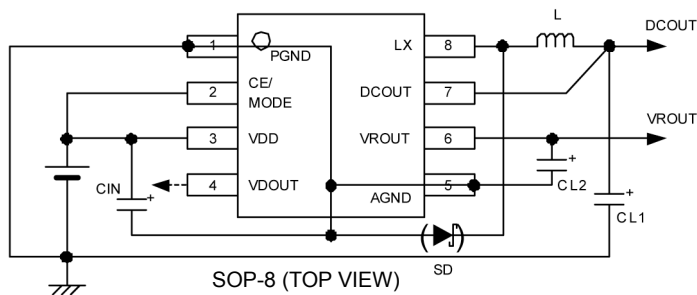 L
DCOUT
1
PGND
LX
8
2
CE/
MODE
DCOUT
7
VROUT
3
VDD
VROUT
6
CIN
+
4
VDOUT
AGND
5
+
CL2
+
CL1
SD
SOP-8 (TOP VIEW)